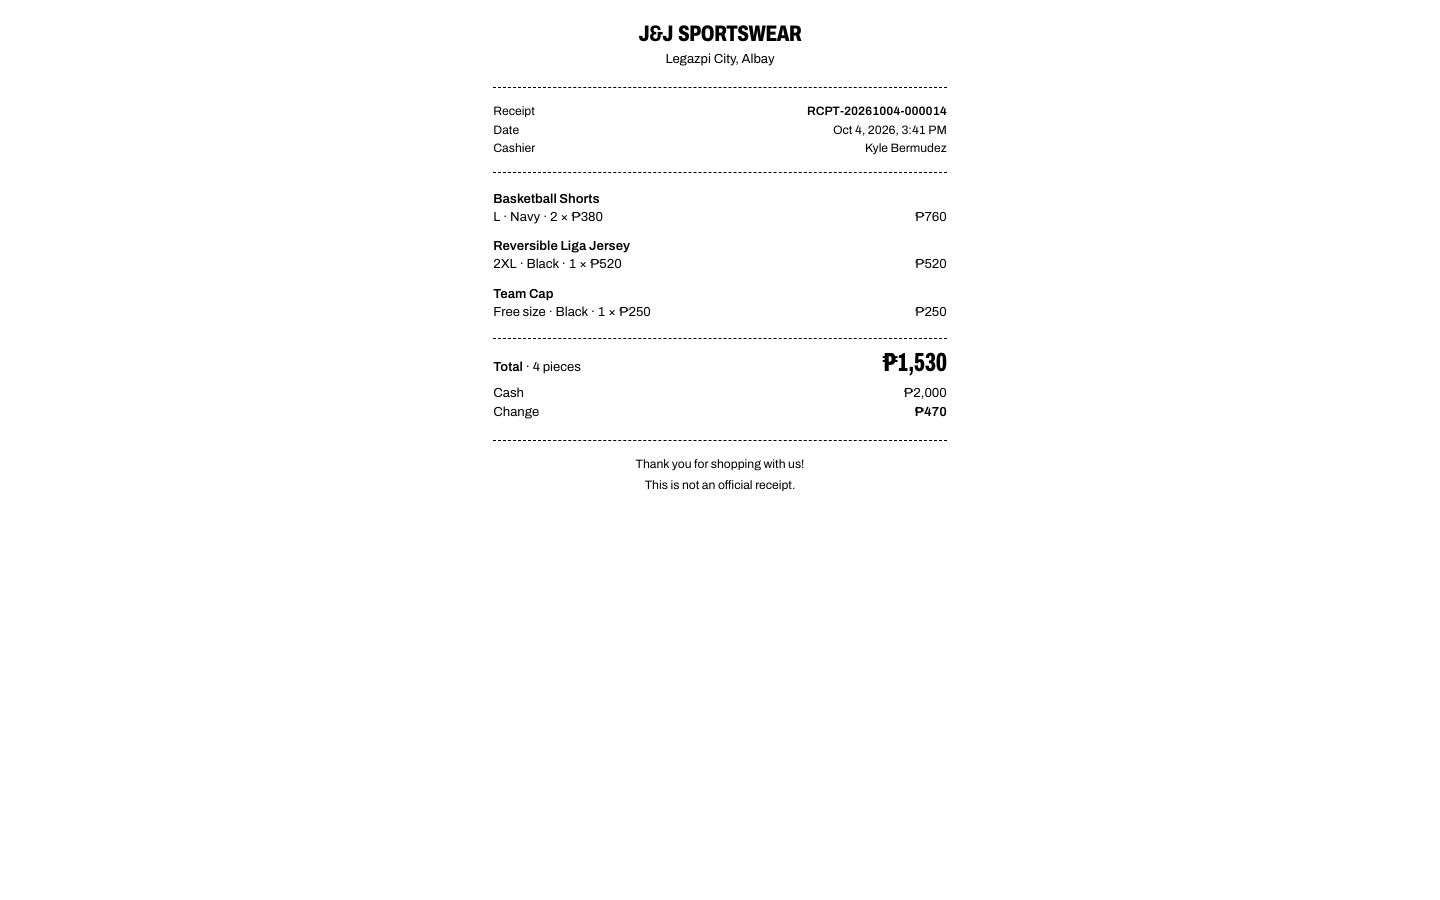 J&J SPORTSWEAR
Legazpi City, Albay
Receipt RCPT-20261004-000014
Date Oct 4, 2026, 3:41 PM
Cashier Kyle Bermudez
Basketball Shorts
L · Navy · 2 × ₱380 ₱760
Reversible Liga Jersey
2XL · Black · 1 × ₱520 ₱520
Team Cap
Free size · Black · 1 × ₱250 ₱250
Total · 4 pieces ₱1,530
Cash ₱2,000
Change ₱470
Thank you for shopping with us!
This is not an official receipt.